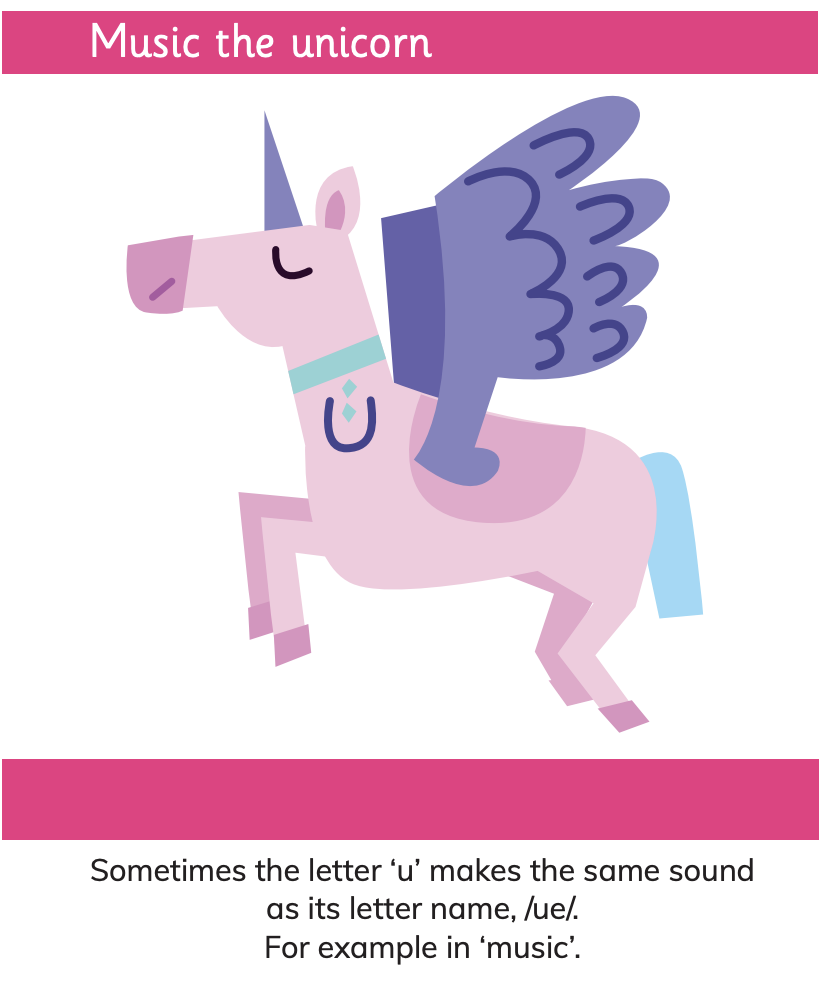 Music the unicorn
Sometimes the letter ‘u’ makes the same sound
as its letter name, /ue/.
For example in ‘music’.